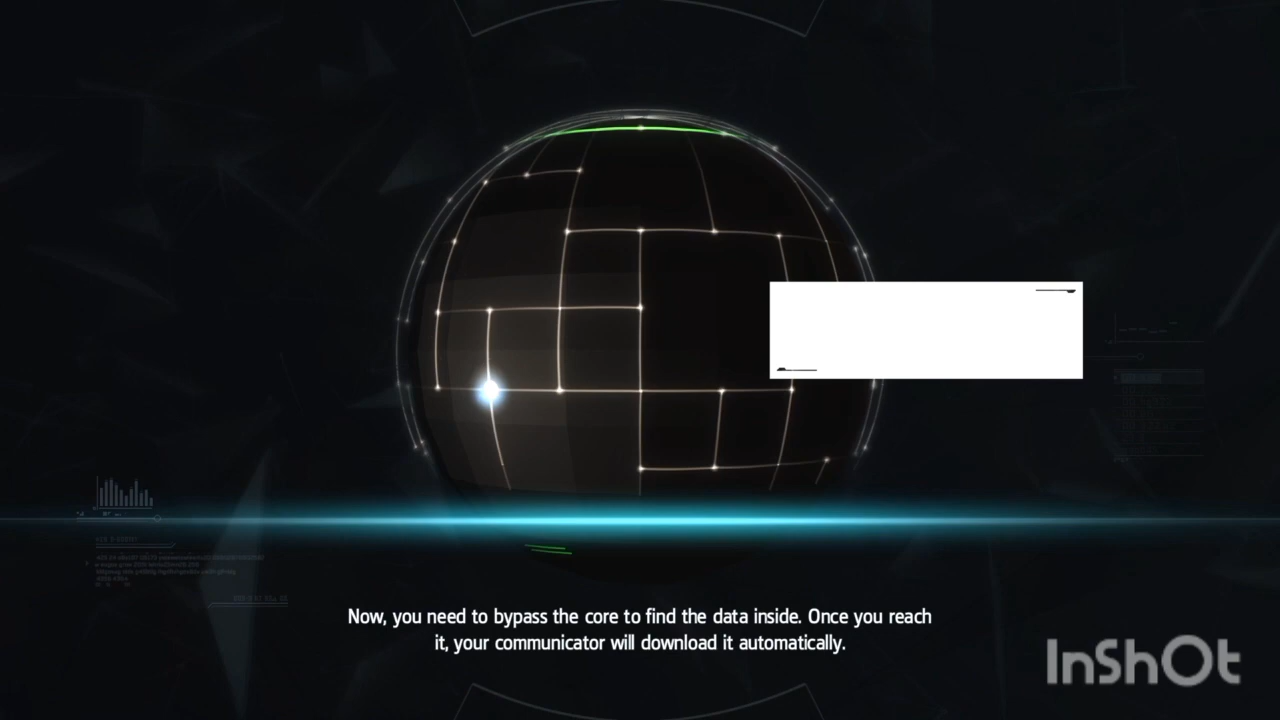 Now, you need to bypass the core to find the data inside. Once you reach
it, your communicator will download it automatically.
InShOt